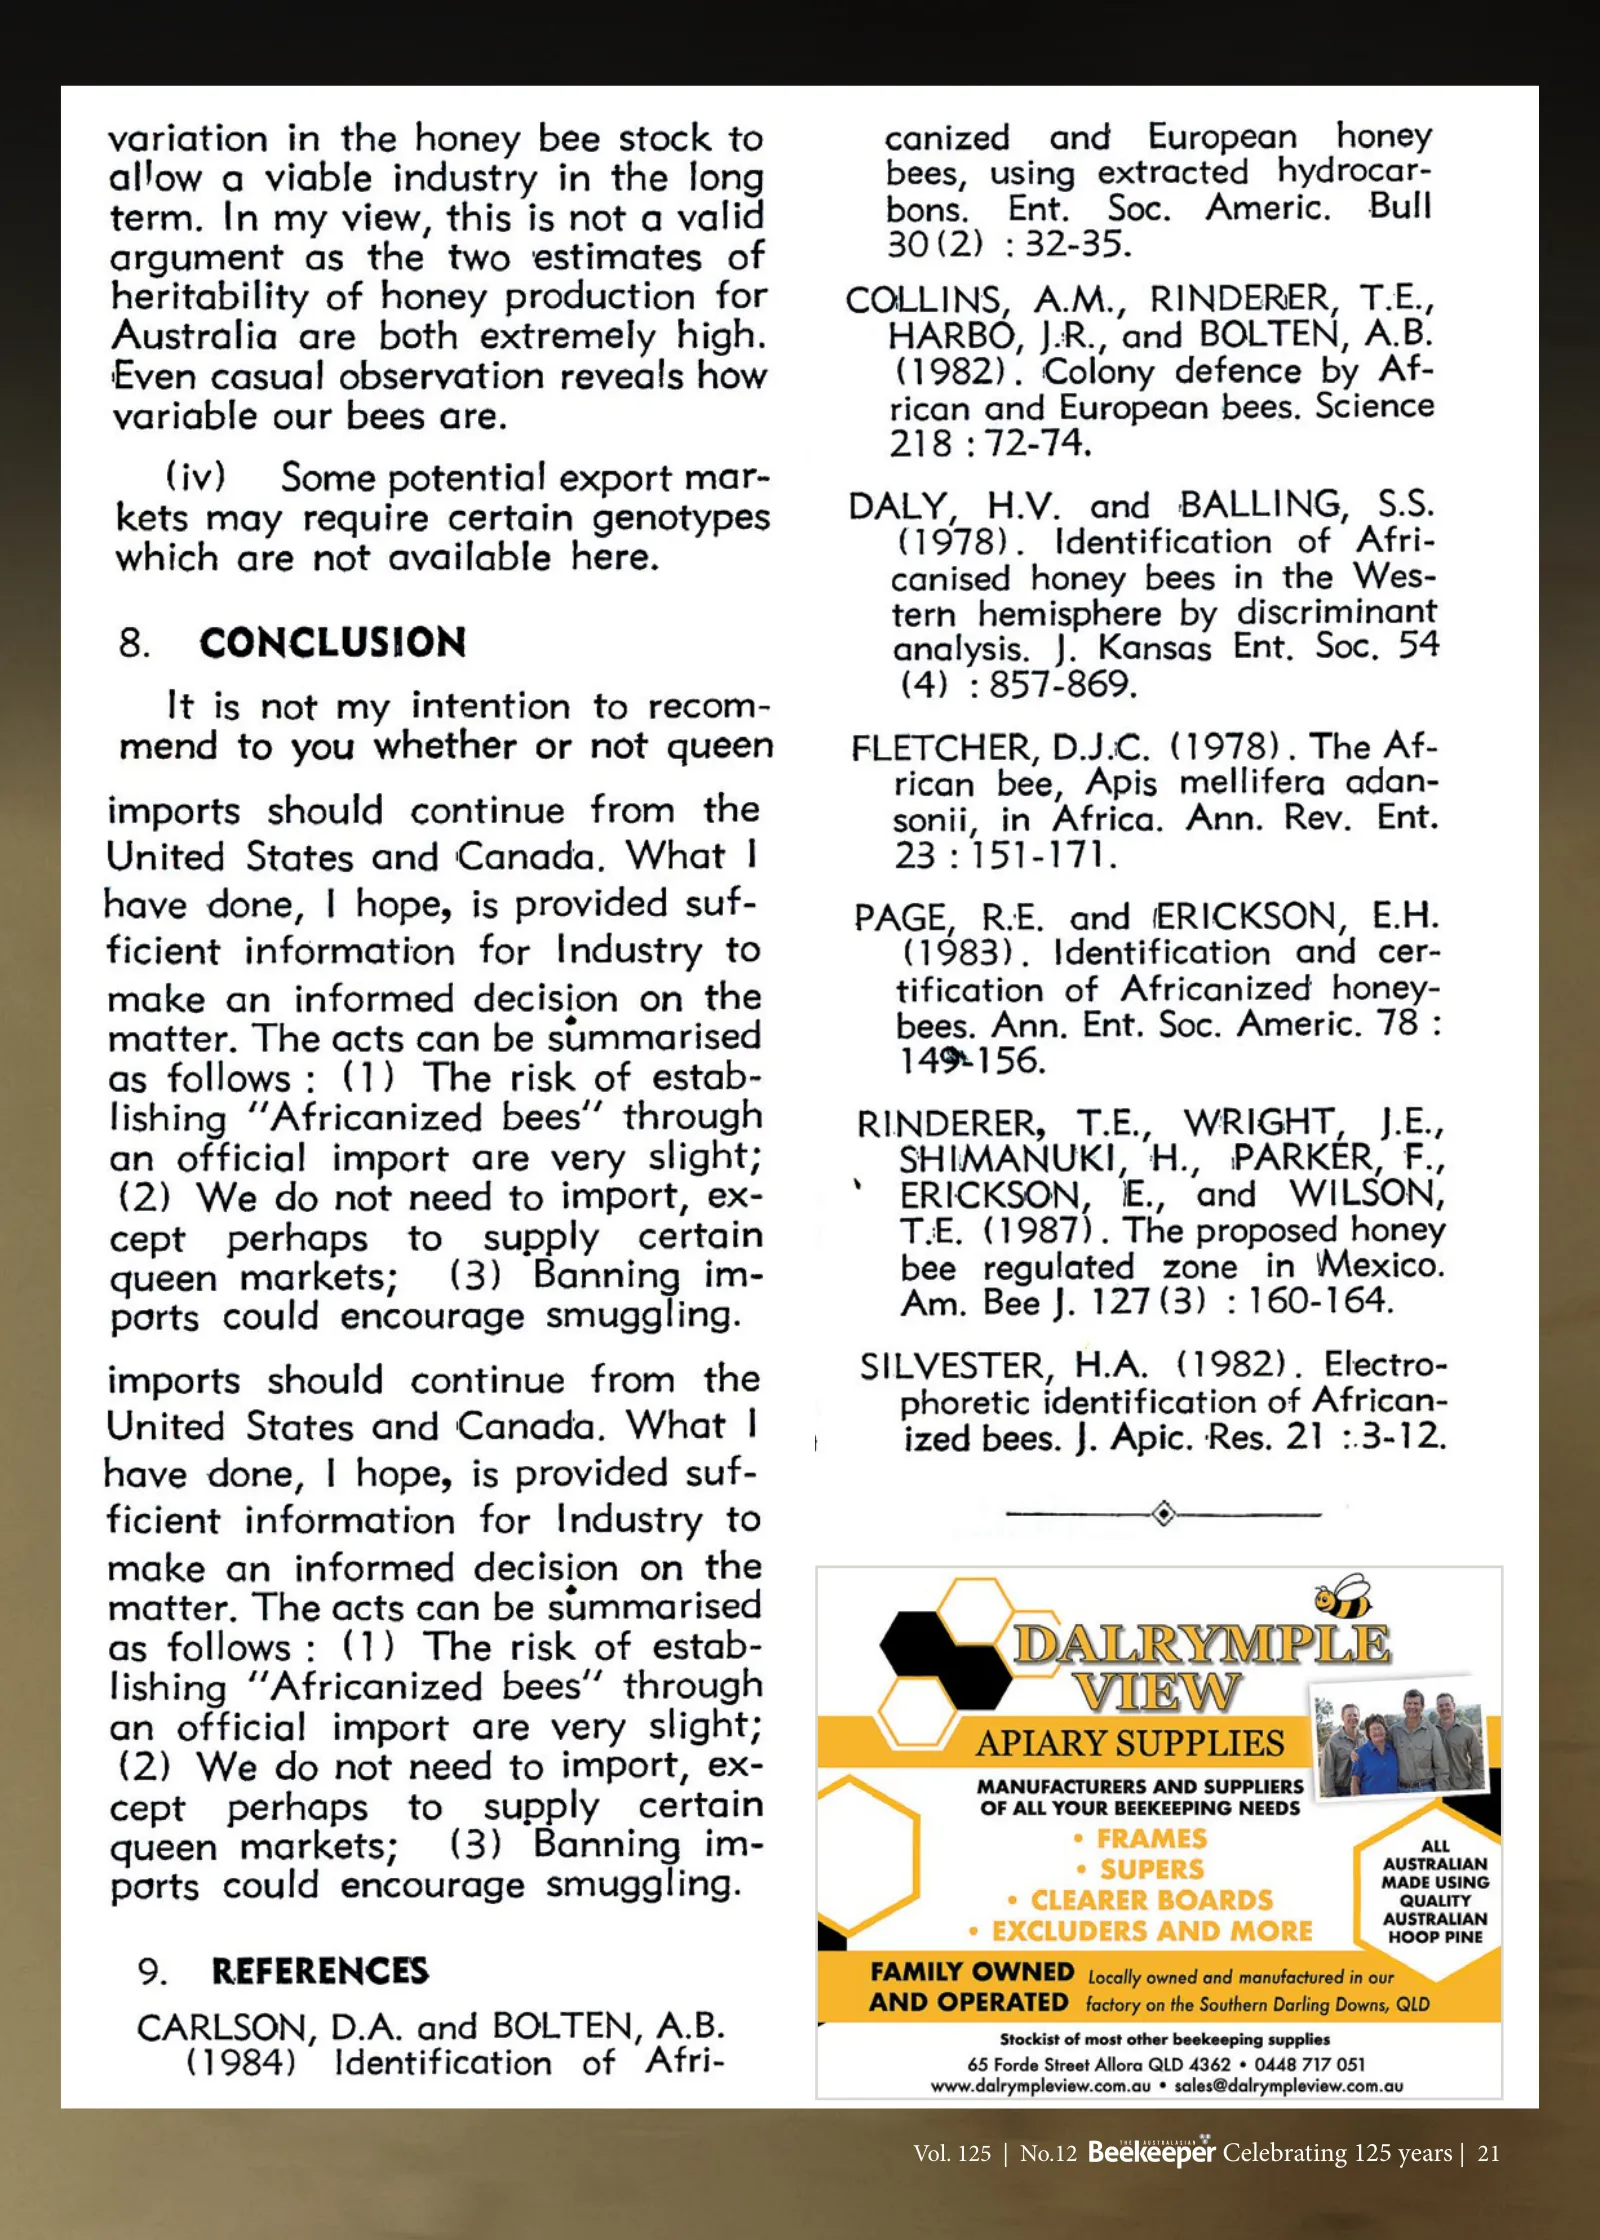 variation in the honey bee stock to
allow a viable industry in the long
term. In my view, this is not a valid
argument as the two estimates of
heritability of honey production for
Australia are both extremely high.
Even casual observation reveals how
variable our bees are.
(iv) Some potential export mar-
kets may require certain genotypes
which are not available here.
8. CONCLUSION
It is not my intention to recom-
mend to you whether or not queen
imports should continue from the
United States and Canada. What I
have done, I hope, is provided suf-
ficient information for Industry to
make an informed decision on the
matter. The acts can be summarised
as follows : (1) The risk of estab-
lishing "Africanized bees" through
an official import are very slight;
(2) We do not need to import, ex-
cept perhaps to supply certain
queen markets; (3) Banning im-
ports could encourage smuggling.
imports should continue from the
United States and Canada. What I
have done, I hope, is provided suf-
ficient information for Industry to
make an informed decision on the
matter. The acts can be summarised
as follows : (1) The risk of estab-
lishing "Africanized bees" through
an official import are very slight;
(2) We do not need to import, ex-
cept perhaps to supply certain
queen markets; (3) Banning im-
ports could encourage smuggling.
9. REFERENCES
CARLSON, D.A. and BOLTEN, A.B.
(1984) Identification of Afri-
canized and European honey
bees, using extracted hydrocar-
bons. Ent. Soc. Americ. Bull
30(2) : 32-35.
COLLINS, A.M., RINDERER, T.E.,
HARBO, J.R., and BOLTEN, A.B.
(1982). Colony defence by Af-
rican and European bees. Science
218 : 72-74.
DALY, H.V. and BALLING, S.S.
(1978). Identification of Afri-
canised honey bees in the Wes-
tern hemisphere by discriminant
analysis. J. Kansas Ent. Soc. 54
(4) : 857-869.
FLETCHER, D.J.C. (1978). The Af-
rican bee, Apis mellifera adan-
sonii, in Africa. Ann. Rev. Ent.
23 : 151-171.
PAGE, R.E. and ERICKSON, E.H.
(1983). Identification and cer-
tification of Africanized honey-
bees. Ann. Ent. Soc. Americ. 78 :
149-156.
RINDERER, T.E., WRIGHT, J.E.,
SHIMANUKI, H., PARKER, F.,
ERICKSON, E., and WILSON,
T.E. (1987). The proposed honey
bee regulated zone in Mexico.
Am. Bee J. 127(3) : 160-164.
SILVESTER, H.A. (1982). Electro-
phoretic identification of African-
ized bees. J. Apic. Res. 21 : 3-12.
DALRYMPLE
VIEW
APIARY SUPPLIES
MANUFACTURERS AND SUPPLIERS
OF ALL YOUR BEEKEEPING NEEDS
• FRAMES
• SUPERS
• CLEARER BOARDS
• EXCLUDERS AND MORE
ALL
AUSTRALIAN
MADE USING
QUALITY
AUSTRALIAN
HOOP PINE
FAMILY OWNED
AND OPERATED
Locally owned and manufactured in our
factory on the Southern Darling Downs, QLD
Stockist of most other beekeeping supplies
65 Forde Street Allora QLD 4362 • 0448 717 051
www.dalrympleview.com.au • sales@dalrympleview.com.au
Vol. 125 | No.12 THE AUSTRALASIAN Beekeeper Celebrating 125 years | 21